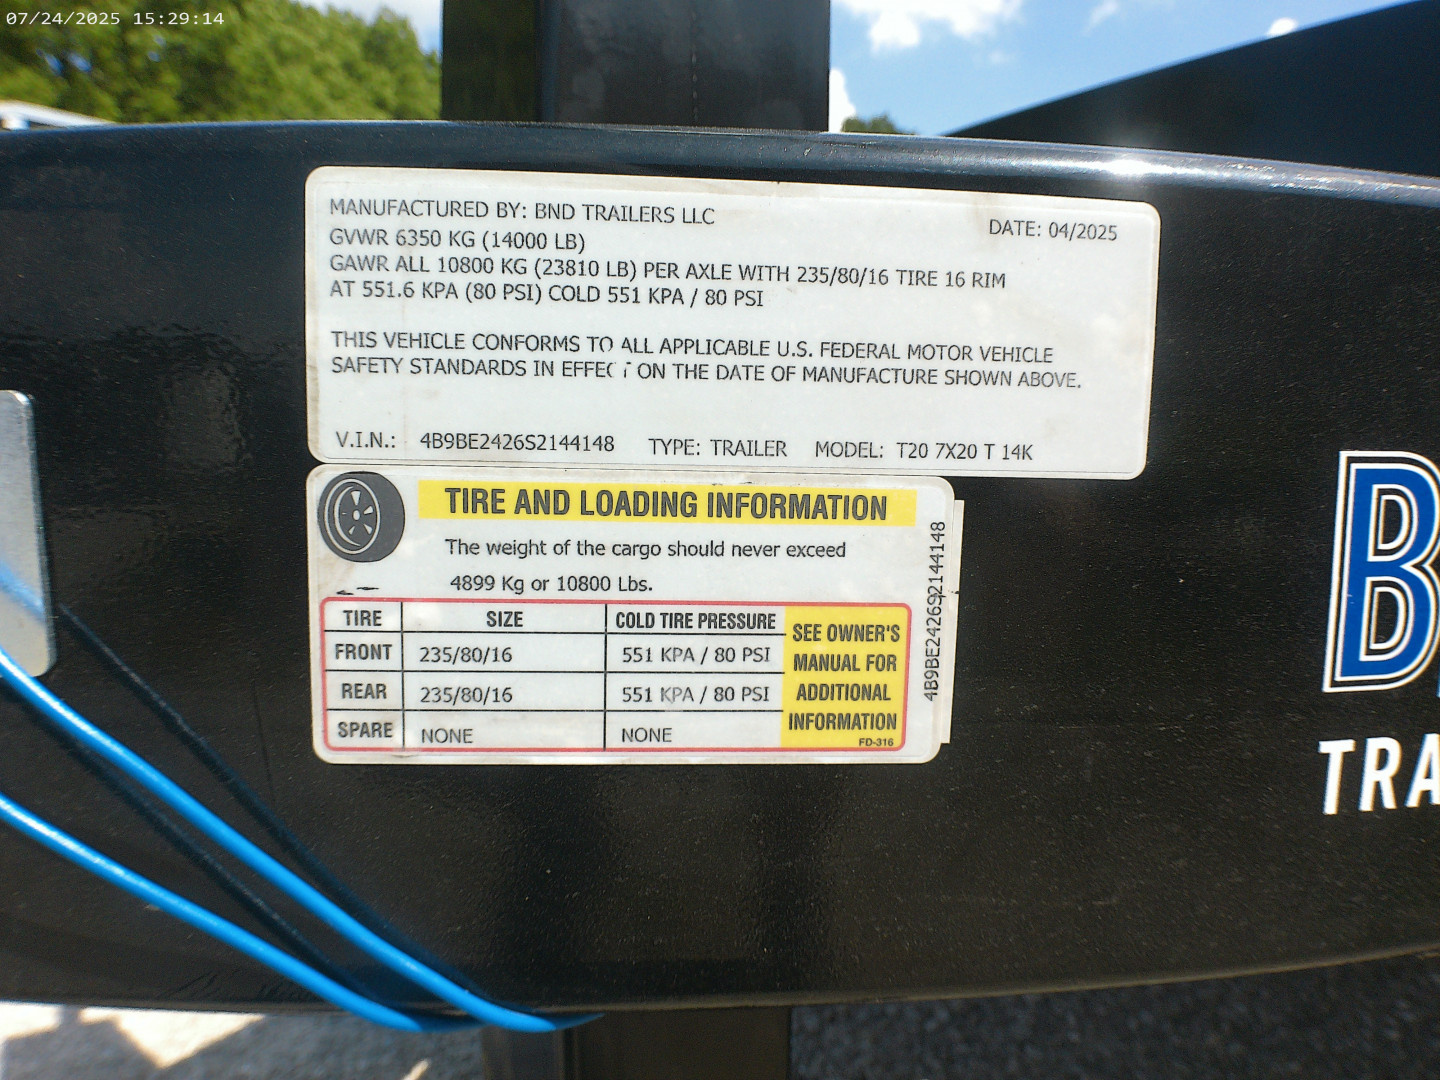 07/24/2025 15:29:14
MANUFACTURED BY: BND TRAILERS LLC
DATE: 04/2025
GVWR 6350 KG (14000 LB)
GAWR ALL 10800 KG (23810 LB) PER AXLE WITH 235/80/16 TIRE 16 RIM
AT 551.6 KPA (80 PSI) COLD 551 KPA / 80 PSI
THIS VEHICLE CONFORMS TO ALL APPLICABLE U.S. FEDERAL MOTOR VEHICLE
SAFETY STANDARDS IN EFFECT ON THE DATE OF MANUFACTURE SHOWN ABOVE.
V.I.N.: 4B9BE2426S2144148 TYPE: TRAILER MODEL: T20 7X20 T 14K
TIRE AND LOADING INFORMATION
The weight of the cargo should never exceed
4899 Kg or 10800 Lbs.
TIRE SIZE COLD TIRE PRESSURE
FRONT 235/80/16 551 KPA / 80 PSI
REAR 235/80/16 551 KPA / 80 PSI
SPARE NONE NONE
SEE OWNER'S
MANUAL FOR
ADDITIONAL
INFORMATION
FD-316
4B9BE2426S2144148